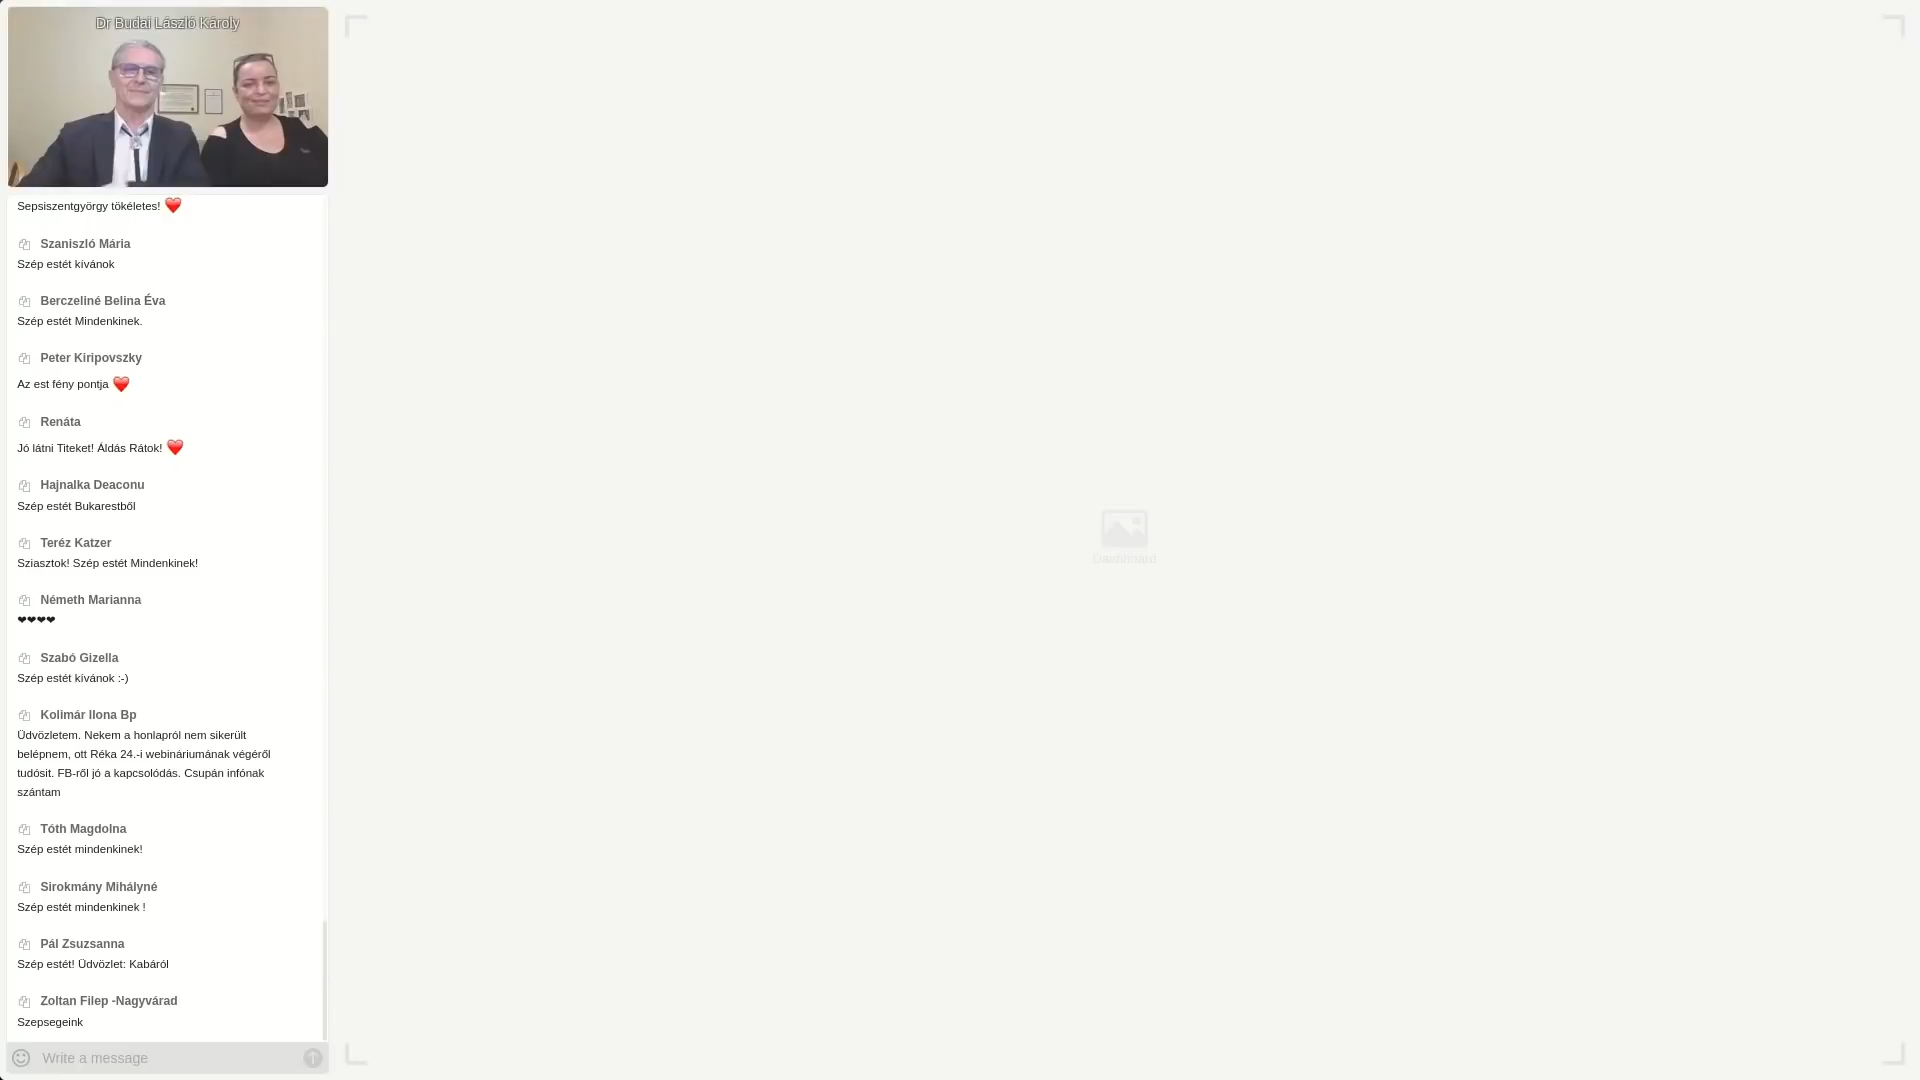 Dr Budai László Károly
Sepsiszentgyörgy tökéletes! ❤️
Szaniszló Mária
Szép estét kívánok
Berczeliné Belina Éva
Szép estét Mindenkinek.
Peter Kiripovszky
Az est fény pontja ❤️
Renáta
Jó látni Titeket! Áldás Rátok! ❤️
Hajnalka Deaconu
Szép estét Bukarestből
Teréz Katzer
Sziasztok! Szép estét Mindenkinek!
Németh Marianna
❤❤❤❤
Szabó Gizella
Szép estét kívánok :-)
Kolimár Ilona Bp
Üdvözletem. Nekem a honlapról nem sikerült
belépnem, ott Réka 24.-i webináriumának végéről
tudósit. FB-ről jó a kapcsolódás. Csupán infónak
szántam
Tóth Magdolna
Szép estét mindenkinek!
Sirokmány Mihályné
Szép estét mindenkinek !
Pál Zsuzsanna
Szép estét! Üdvözlet: Kabáról
Zoltan Filep -Nagyvárad
Szepsegeink
Write a message